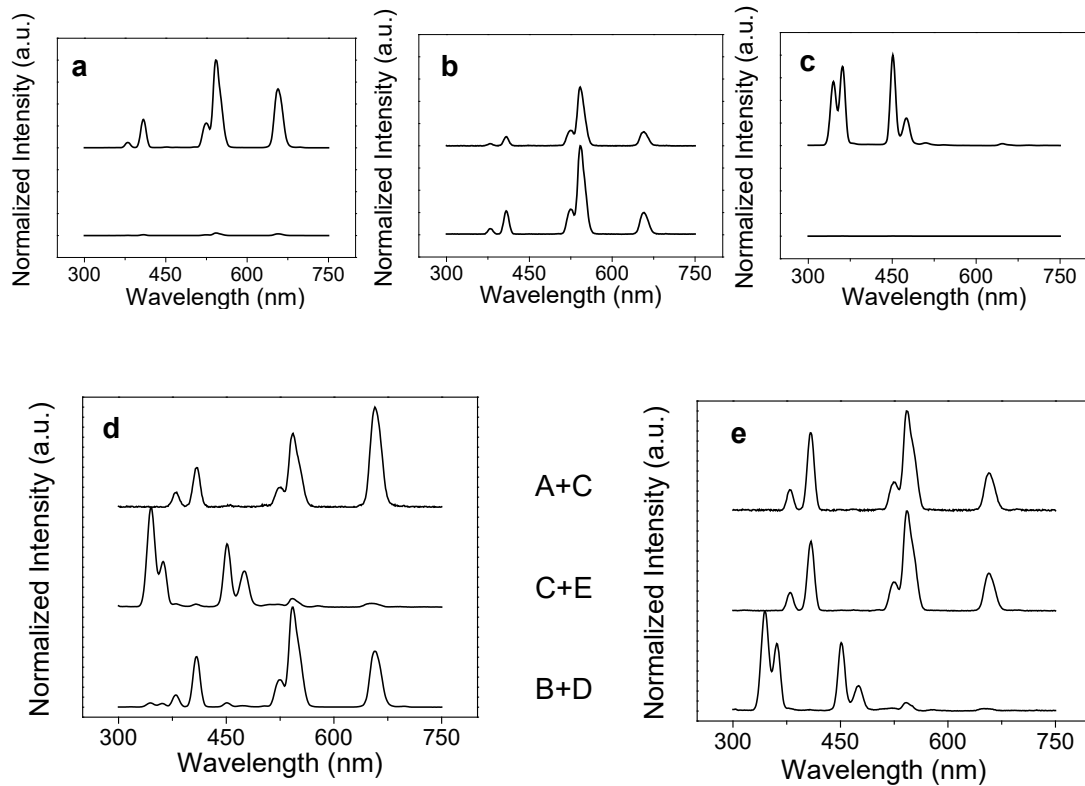 a
Normalized Intensity (a.u.)
300 450 600 750
Wavelength (nm)
b
Normalized Intensity (a.u.)
300 450 600 750
Wavelength (nm)
c
Normalized Intensity (a.u.)
300 450 600 750
Wavelength (nm)
d
Normalized Intensity (a.u.)
300 450 600 750
Wavelength (nm)
A+C
C+E
B+D
e
Normalized Intensity (a.u.)
300 450 600 750
Wavelength (nm)